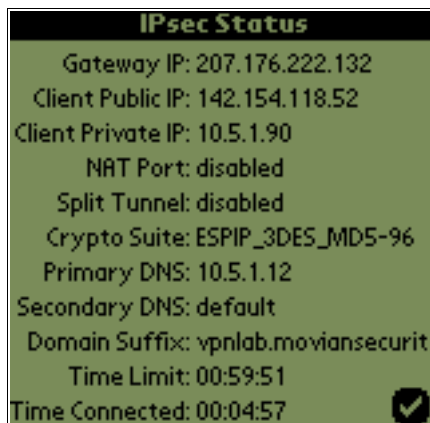 IPsec Status
Gateway IP: 207.176.222.132
Client Public IP: 142.154.118.52
Client Private IP: 10.5.1.90
NAT Port: disabled
Split Tunnel: disabled
Crypto Suite: ESPIP_3DES_MD5-96
Primary DNS: 10.5.1.12
Secondary DNS: default
Domain Suffix: vpnlab.moviansecurit
Time Limit: 00:59:51
Time Connected: 00:04:57